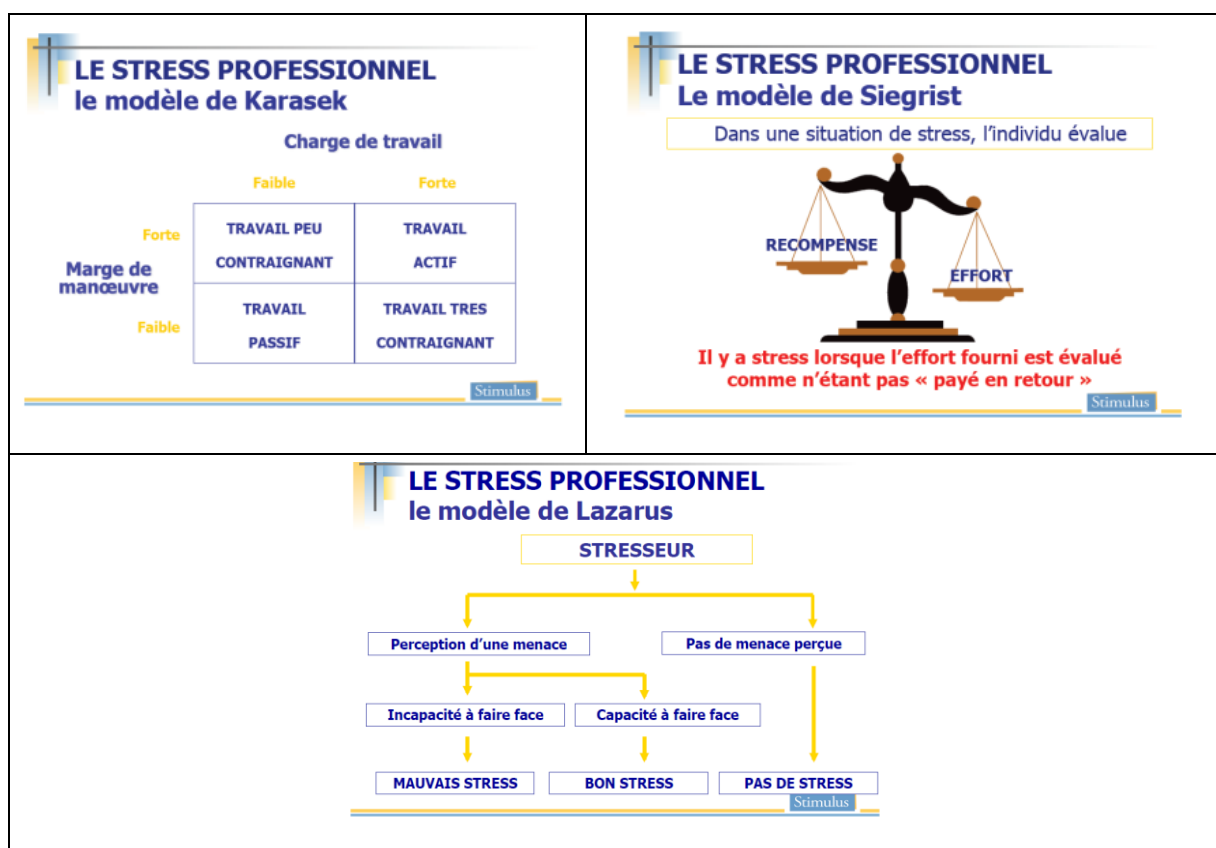 LE STRESS PROFESSIONNEL
le modèle de Karasek
Charge de travail
Faible
Forte
Forte
TRAVAIL PEU
CONTRAIGNANT
TRAVAIL
ACTIF
Marge de
manœuvre
Faible
TRAVAIL
PASSIF
TRAVAIL TRES
CONTRAIGNANT
Stimulus
LE STRESS PROFESSIONNEL
Le modèle de Siegrist
Dans une situation de stress, l'individu évalue
RECOMPENSE
EFFORT
Il y a stress lorsque l'effort fourni est évalué
comme n'étant pas « payé en retour »
Stimulus
LE STRESS PROFESSIONNEL
le modèle de Lazarus
STRESSEUR
Perception d'une menace
Pas de menace perçue
Incapacité à faire face
Capacité à faire face
MAUVAIS STRESS
BON STRESS
PAS DE STRESS
Stimulus